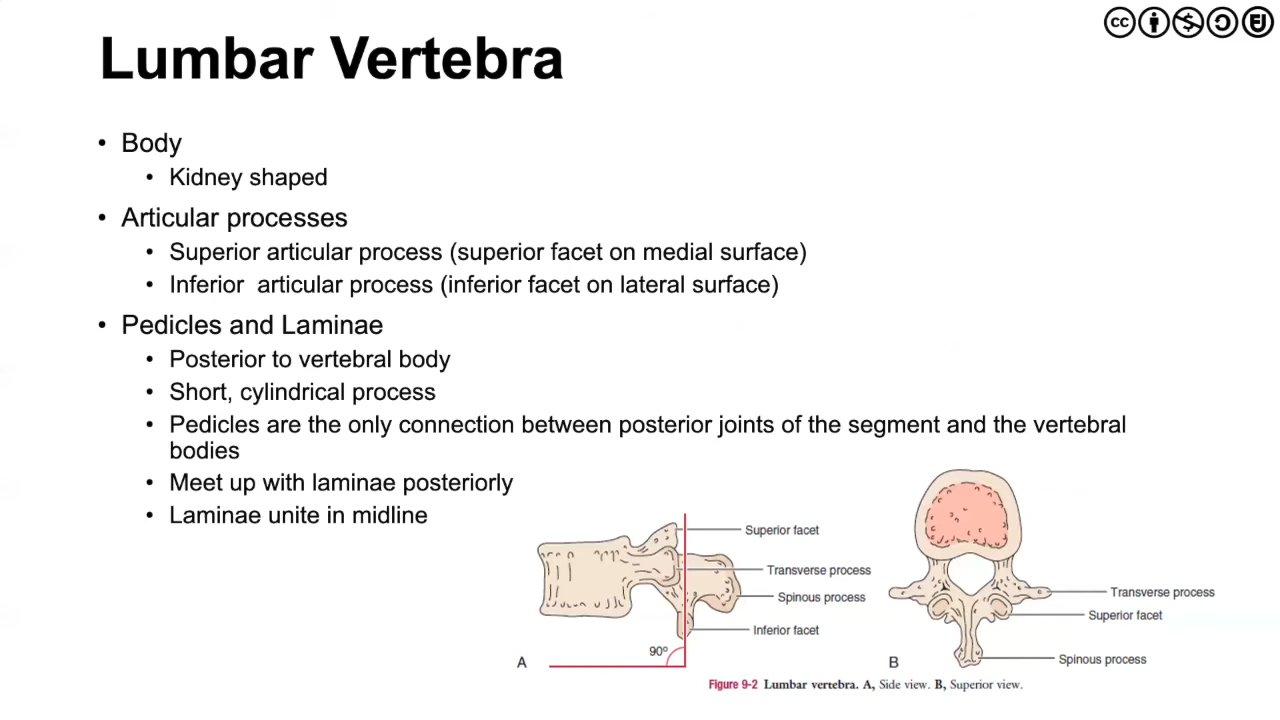 Lumbar Vertebra
• Body
• Kidney shaped
• Articular processes
• Superior articular process (superior facet on medial surface)
• Inferior  articular process (inferior facet on lateral surface)
• Pedicles and Laminae
• Posterior to vertebral body
• Short, cylindrical process
• Pedicles are the only connection between posterior joints of the segment and the vertebral
bodies
• Meet up with laminae posteriorly
• Laminae unite in midline
Superior facet
Transverse process
Spinous process
Inferior facet
90°
A
Transverse process
Superior facet
Spinous process
B
Figure 9-2 Lumbar vertebra. A, Side view. B, Superior view.
cc